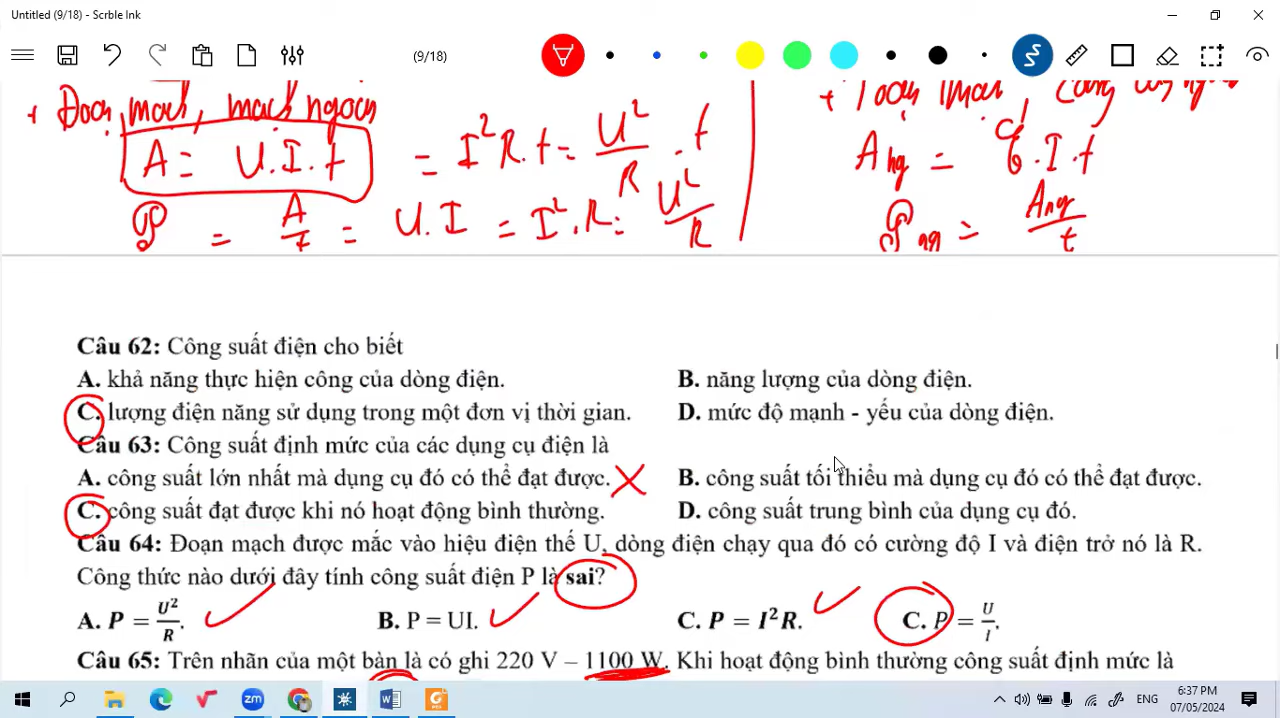 Untitled (9/18) - Scrble Ink
(9/18)
+ Đoạn mạch, mạch ngoài
A = U.I.t = I²R.t = U²/R . t
℘ = A/t = U.I = I².R = U²/R
+ Toàn mạch,
A ng = ℰ.I.t
℘ ng = Ang/t
Câu 62: Công suất điện cho biết
A. khả năng thực hiện công của dòng điện. B. năng lượng của dòng điện.
C. lượng điện năng sử dụng trong một đơn vị thời gian. D. mức độ mạnh - yếu của dòng điện.
Câu 63: Công suất định mức của các dụng cụ điện là
A. công suất lớn nhất mà dụng cụ đó có thể đạt được. B. công suất tối thiểu mà dụng cụ đó có thể đạt được.
C. công suất đạt được khi nó hoạt động bình thường. D. công suất trung bình của dụng cụ đó.
Câu 64: Đoạn mạch được mắc vào hiệu điện thế U, dòng điện chạy qua đó có cường độ I và điện trở nó là R.
Công thức nào dưới đây tính công suất điện P là sai?
A. P = U²/R. B. P = UI. C. P = I²R. C. P = U/I.
Câu 65: Trên nhãn của một bàn là có ghi 220 V – 1100 W. Khi hoạt động bình thường công suất định mức là
zm
ENG
6:37 PM
07/05/2024